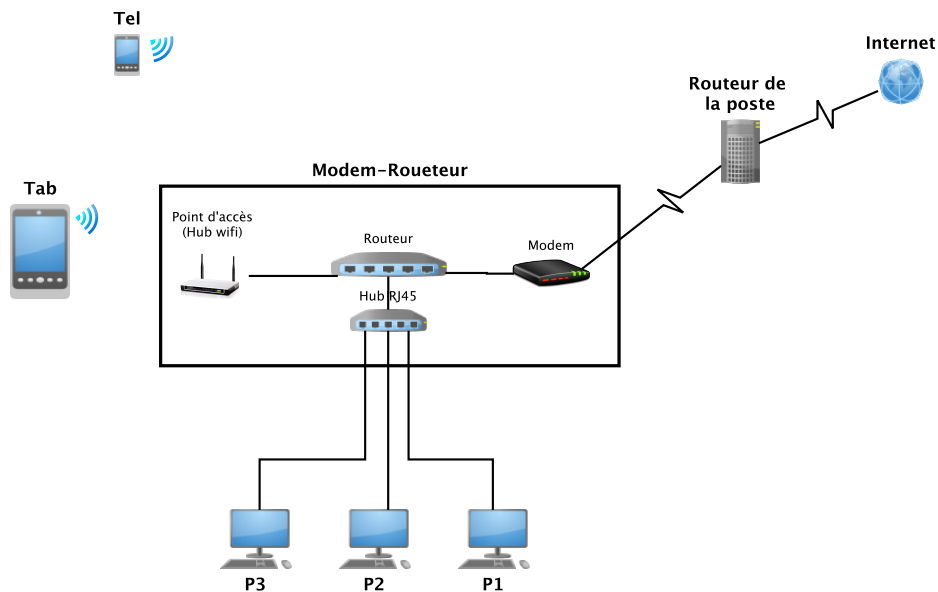 Tel
Internet
Routeur de
la poste
Modem-Roueteur
Tab
Point d'accès
(Hub wifi)
Routeur
Modem
Hub RJ45
P3
P2
P1